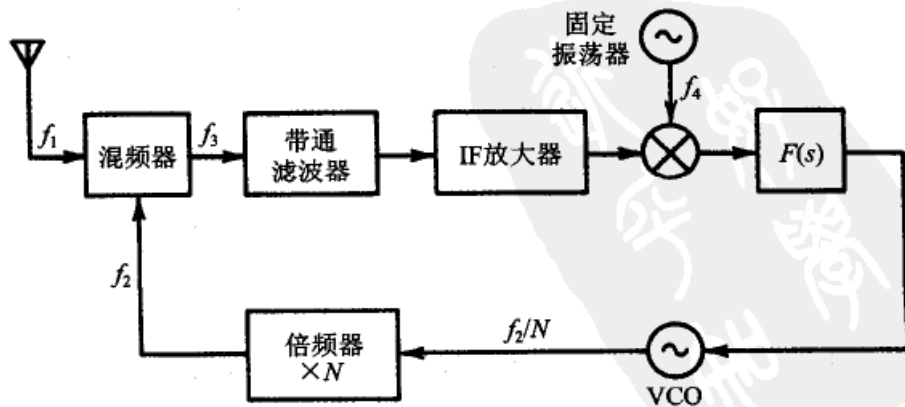 固定
振荡器
f₄
f₁
混频器
f₃
带通
滤波器
IF放大器
F(s)
f₂
倍频器
×N
f₂/N
VCO